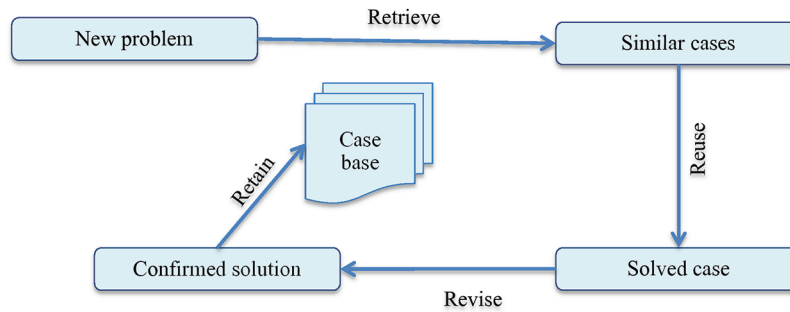 Retrieve
New problem
Similar cases
Case
base
Reuse
Retain
Confirmed solution
Solved case
Revise